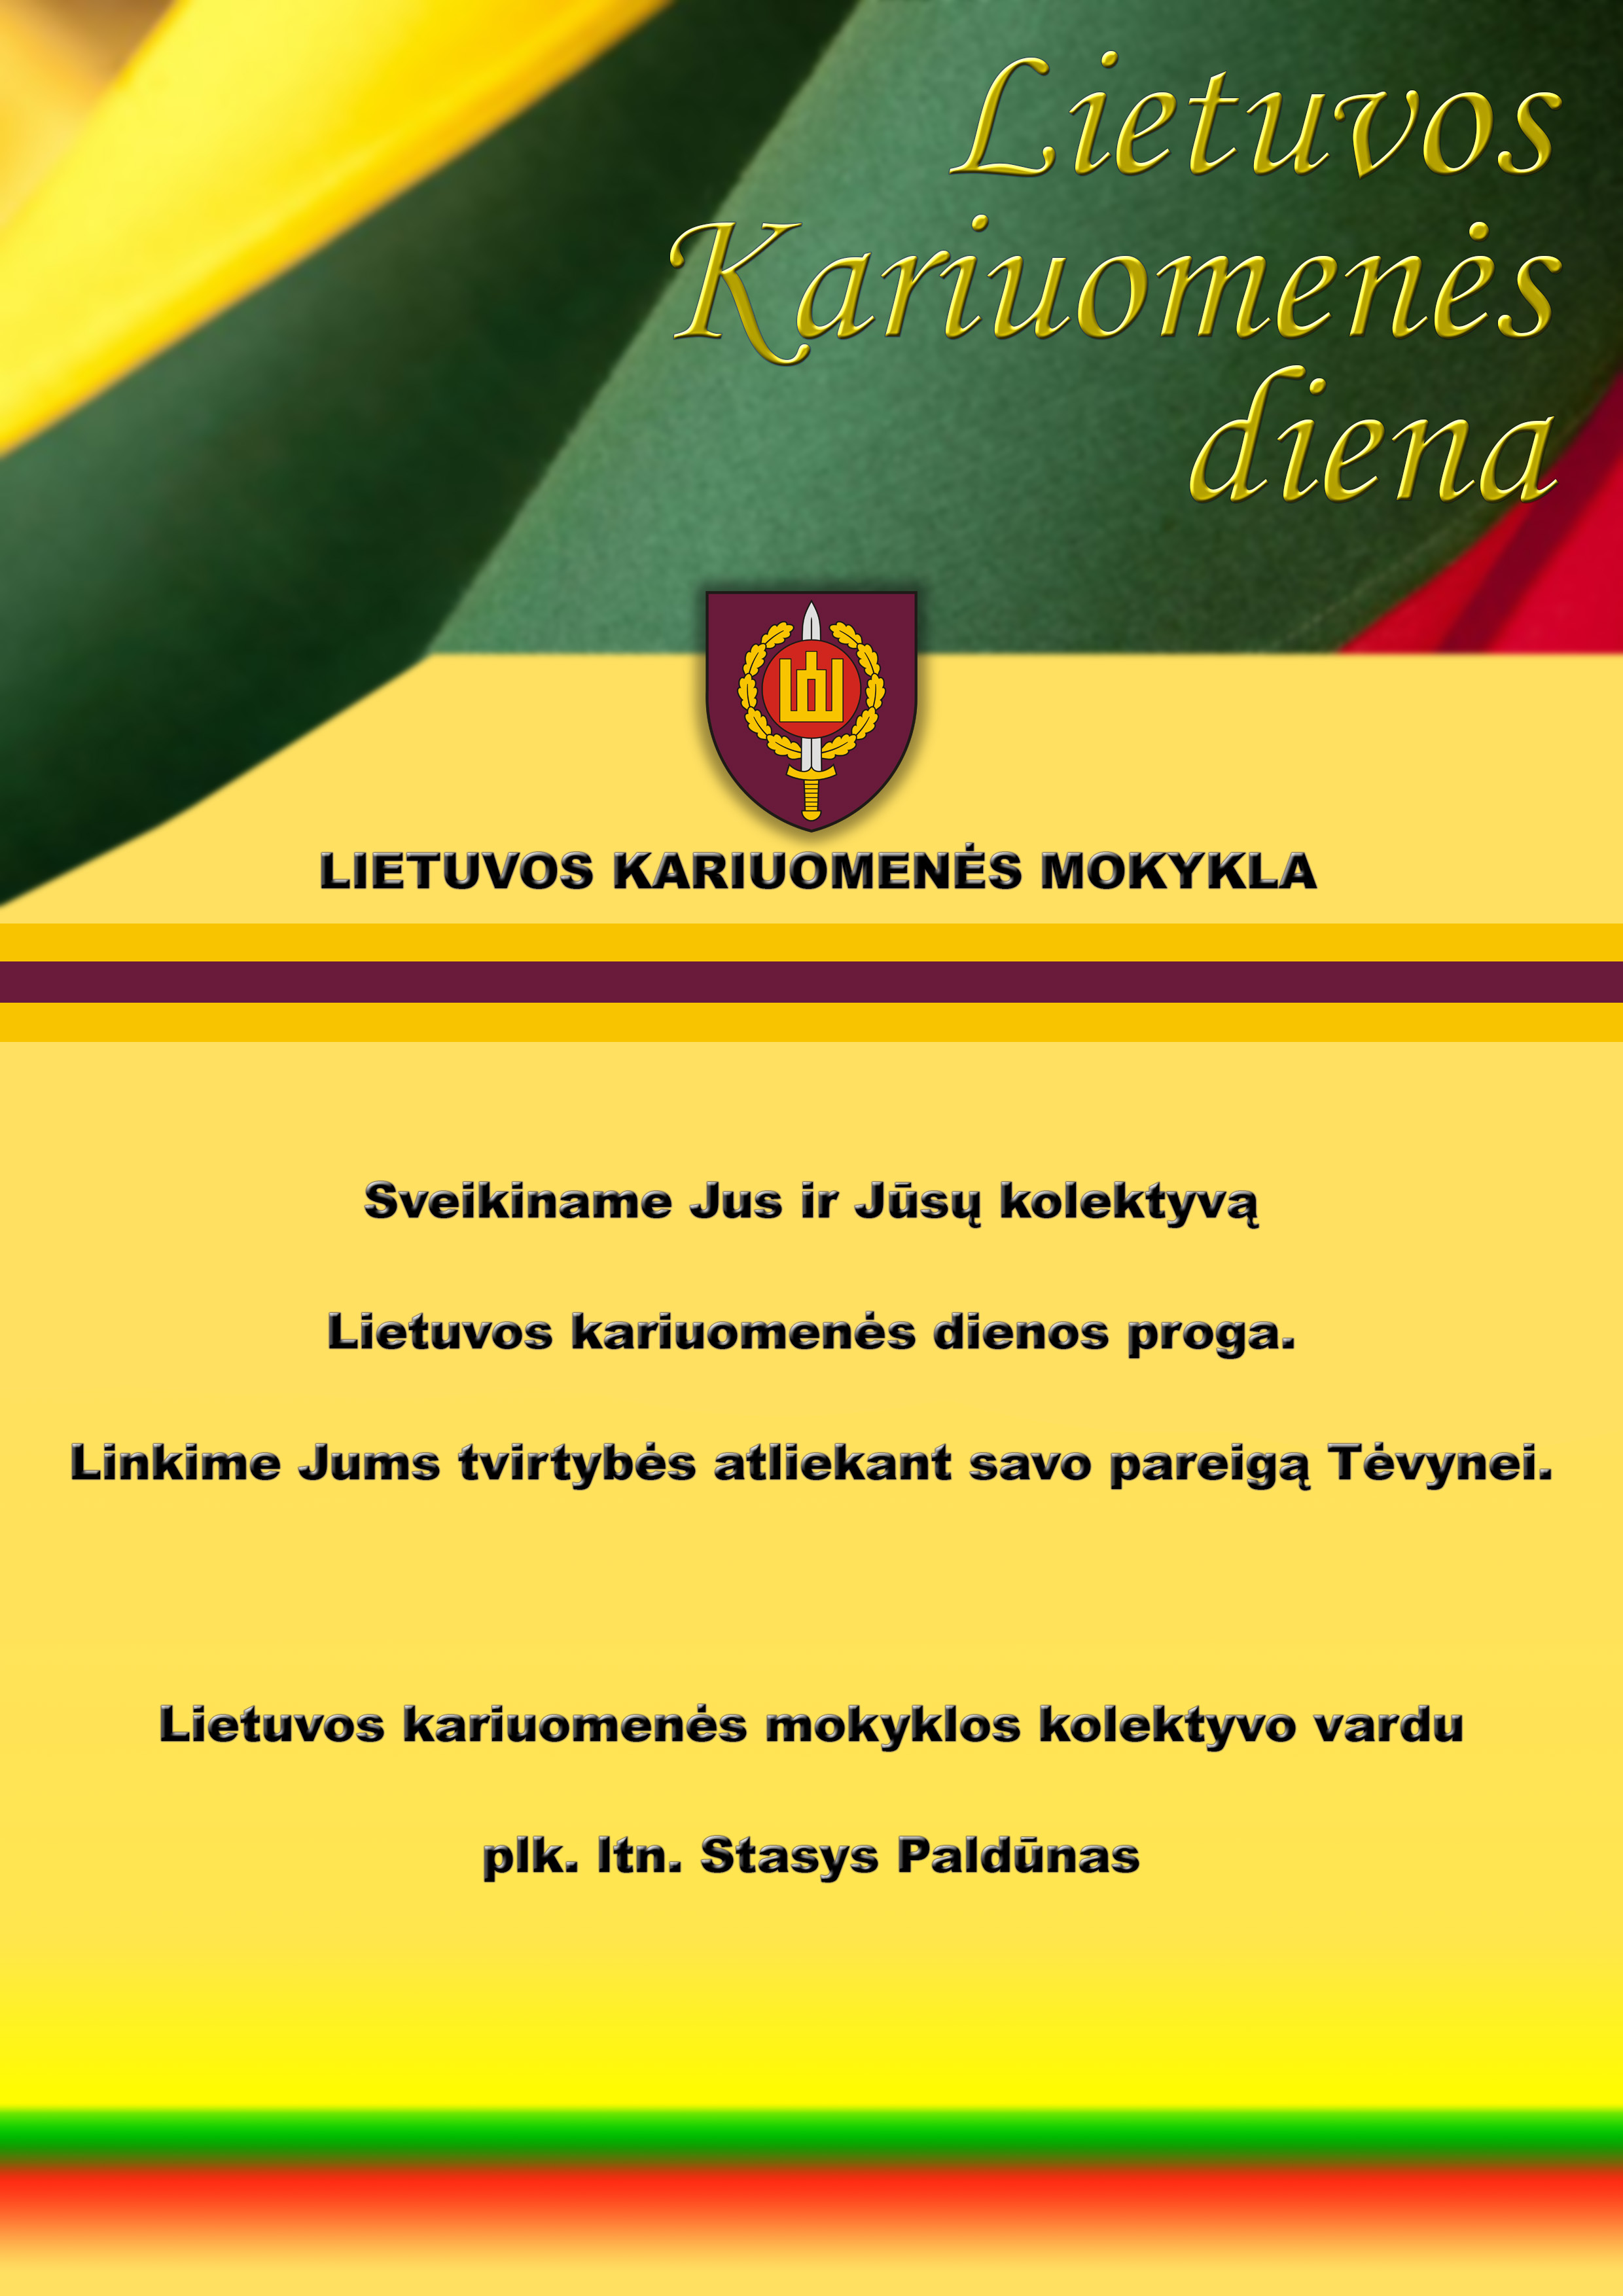 Lietuvos
Kariuomenės
diena
LIETUVOS KARIUOMENĖS MOKYKLA
Sveikiname Jus ir Jūsų kolektyvą
Lietuvos kariuomenės dienos proga.
Linkime Jums tvirtybės atliekant savo pareigą Tėvynei.
Lietuvos kariuomenės mokyklos kolektyvo vardu
plk. ltn. Stasys Paldūnas